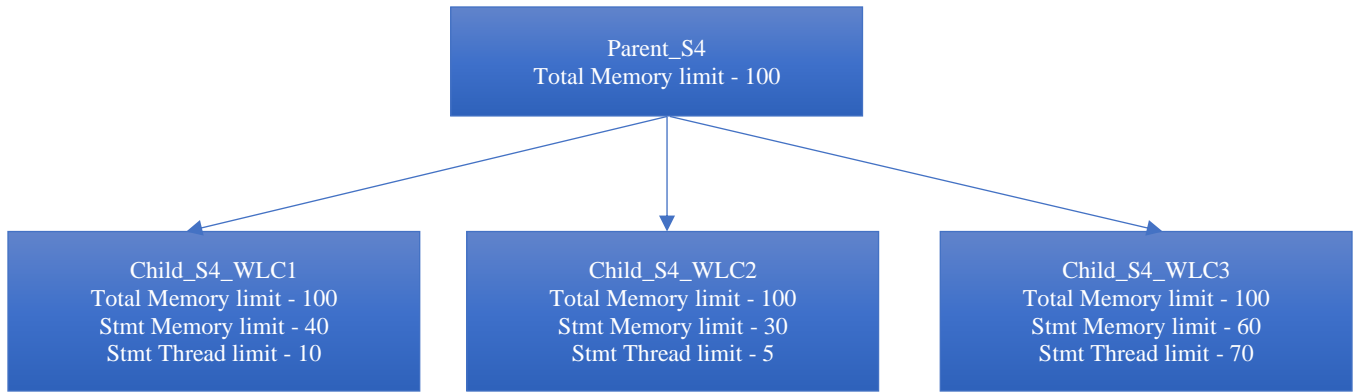 Parent_S4
Total Memory limit - 100
Child_S4_WLC1
Total Memory limit - 100
Stmt Memory limit - 40
Stmt Thread limit - 10
Child_S4_WLC2
Total Memory limit - 100
Stmt Memory limit - 30
Stmt Thread limit - 5
Child_S4_WLC3
Total Memory limit - 100
Stmt Memory limit - 60
Stmt Thread limit - 70